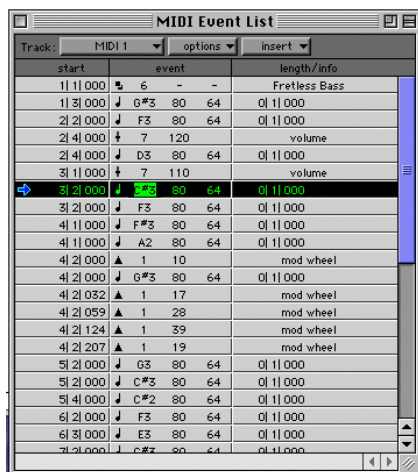 MIDI Event List
Track: MIDI 1 options insert
start event length/info
1| 1| 000 6 - - Fretless Bass
1| 3| 000 G#3 80 64 0| 1| 000
2| 2| 000 F3 80 64 0| 1| 000
2| 4| 000 7 120 volume
2| 4| 000 D3 80 64 0| 1| 000
3| 1| 000 7 110 volume
3| 2| 000 C#3 80 64 0| 1| 000
3| 2| 000 F3 80 64 0| 1| 000
4| 1| 000 F#3 80 64 0| 1| 000
4| 1| 000 A2 80 64 0| 1| 000
4| 2| 000 1 10 mod wheel
4| 2| 000 G#3 80 64 0| 1| 000
4| 2| 032 1 17 mod wheel
4| 2| 059 1 28 mod wheel
4| 2| 124 1 39 mod wheel
4| 2| 207 1 19 mod wheel
5| 2| 000 G3 80 64 0| 1| 000
5| 2| 000 C#3 80 64 0| 1| 000
5| 4| 000 C#2 80 64 0| 1| 000
6| 2| 000 F3 80 64 0| 1| 000
6| 3| 000 E3 80 64 0| 1| 000
7| 2| 000 C#3 80 64 0| 1| 000